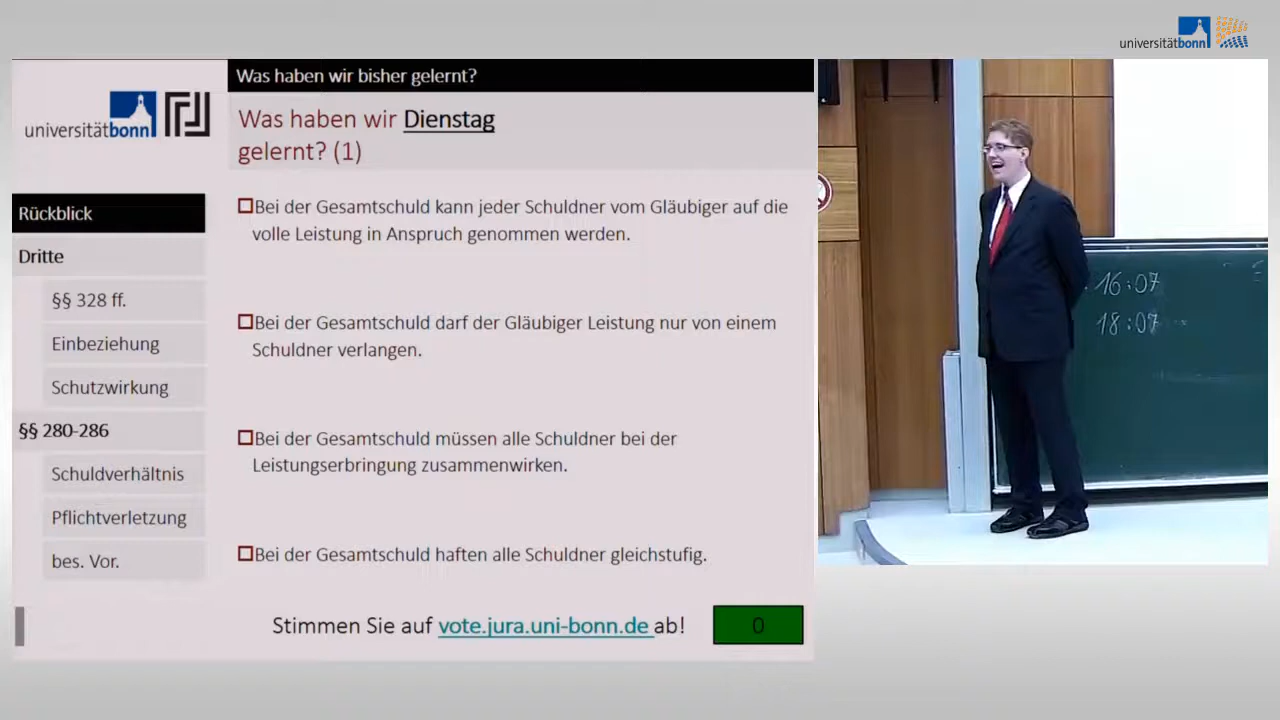 universitätbonn
Was haben wir bisher gelernt?
universitätbonn
Was haben wir Dienstag
gelernt? (1)
Rückblick
Dritte
§§ 328 ff.
Einbeziehung
Schutzwirkung
§§ 280-286
Schuldverhältnis
Pflichtverletzung
bes. Vor.
Bei der Gesamtschuld kann jeder Schuldner vom Gläubiger auf die
volle Leistung in Anspruch genommen werden.
Bei der Gesamtschuld darf der Gläubiger Leistung nur von einem
Schuldner verlangen.
Bei der Gesamtschuld müssen alle Schuldner bei der
Leistungserbringung zusammenwirken.
Bei der Gesamtschuld haften alle Schuldner gleichstufig.
Stimmen Sie auf vote.jura.uni-bonn.de ab!
0
16:07
18:07